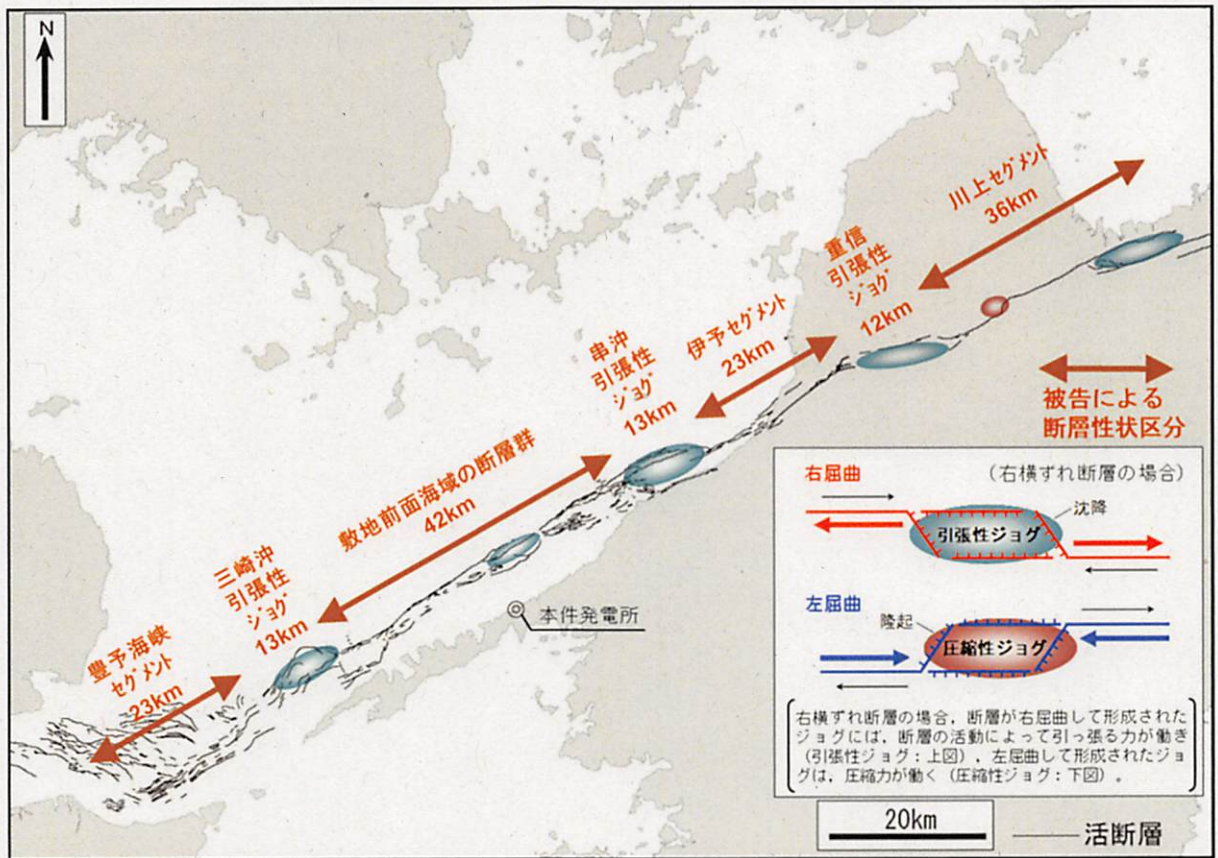 N
川上セグメント
36km
重信
引張性
ジョグ
12km
伊予セグメント
23km
串沖
引張性
ジョグ
13km
敷地前面海域の断層群
42km
三崎沖
引張性
ジョグ
13km
豊予海峡
セグメント
23km
本件発電所
被告による
断層性状区分
右屈曲
(右横ずれ断層の場合)
引張性ジョグ
沈降
左屈曲
隆起
圧縮性ジョグ
右横ずれ断層の場合，断層が右屈曲して形成された
ジョグには，断層の活動によって引っ張る力が働き
(引張性ジョグ：上図)，左屈曲して形成されたジョ
グは，圧縮力が働く(圧縮性ジョグ：下図)。
20km
活断層